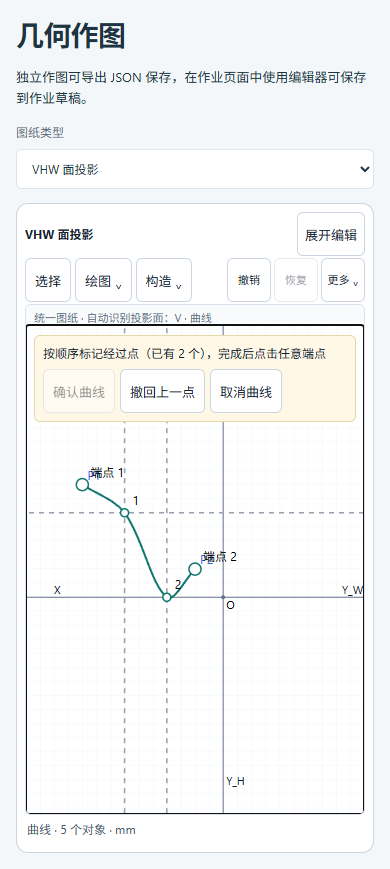 几何作图
独立作图可导出 JSON 保存，在作业页面中使用编辑器可保存
到作业草稿。
图纸类型
VHW 面投影
VHW 面投影
展开编辑
选择
绘图
构造
撤销
恢复
更多
统一图纸 · 自动识别投影面：V · 曲线
按顺序标记经过点（已有 2 个），完成后点击任意端点
确认曲线
撤回上一点
取消曲线
端点 1
1
端点 2
2
X
Y_W
O
Y_H
曲线 · 5 个对象 · mm